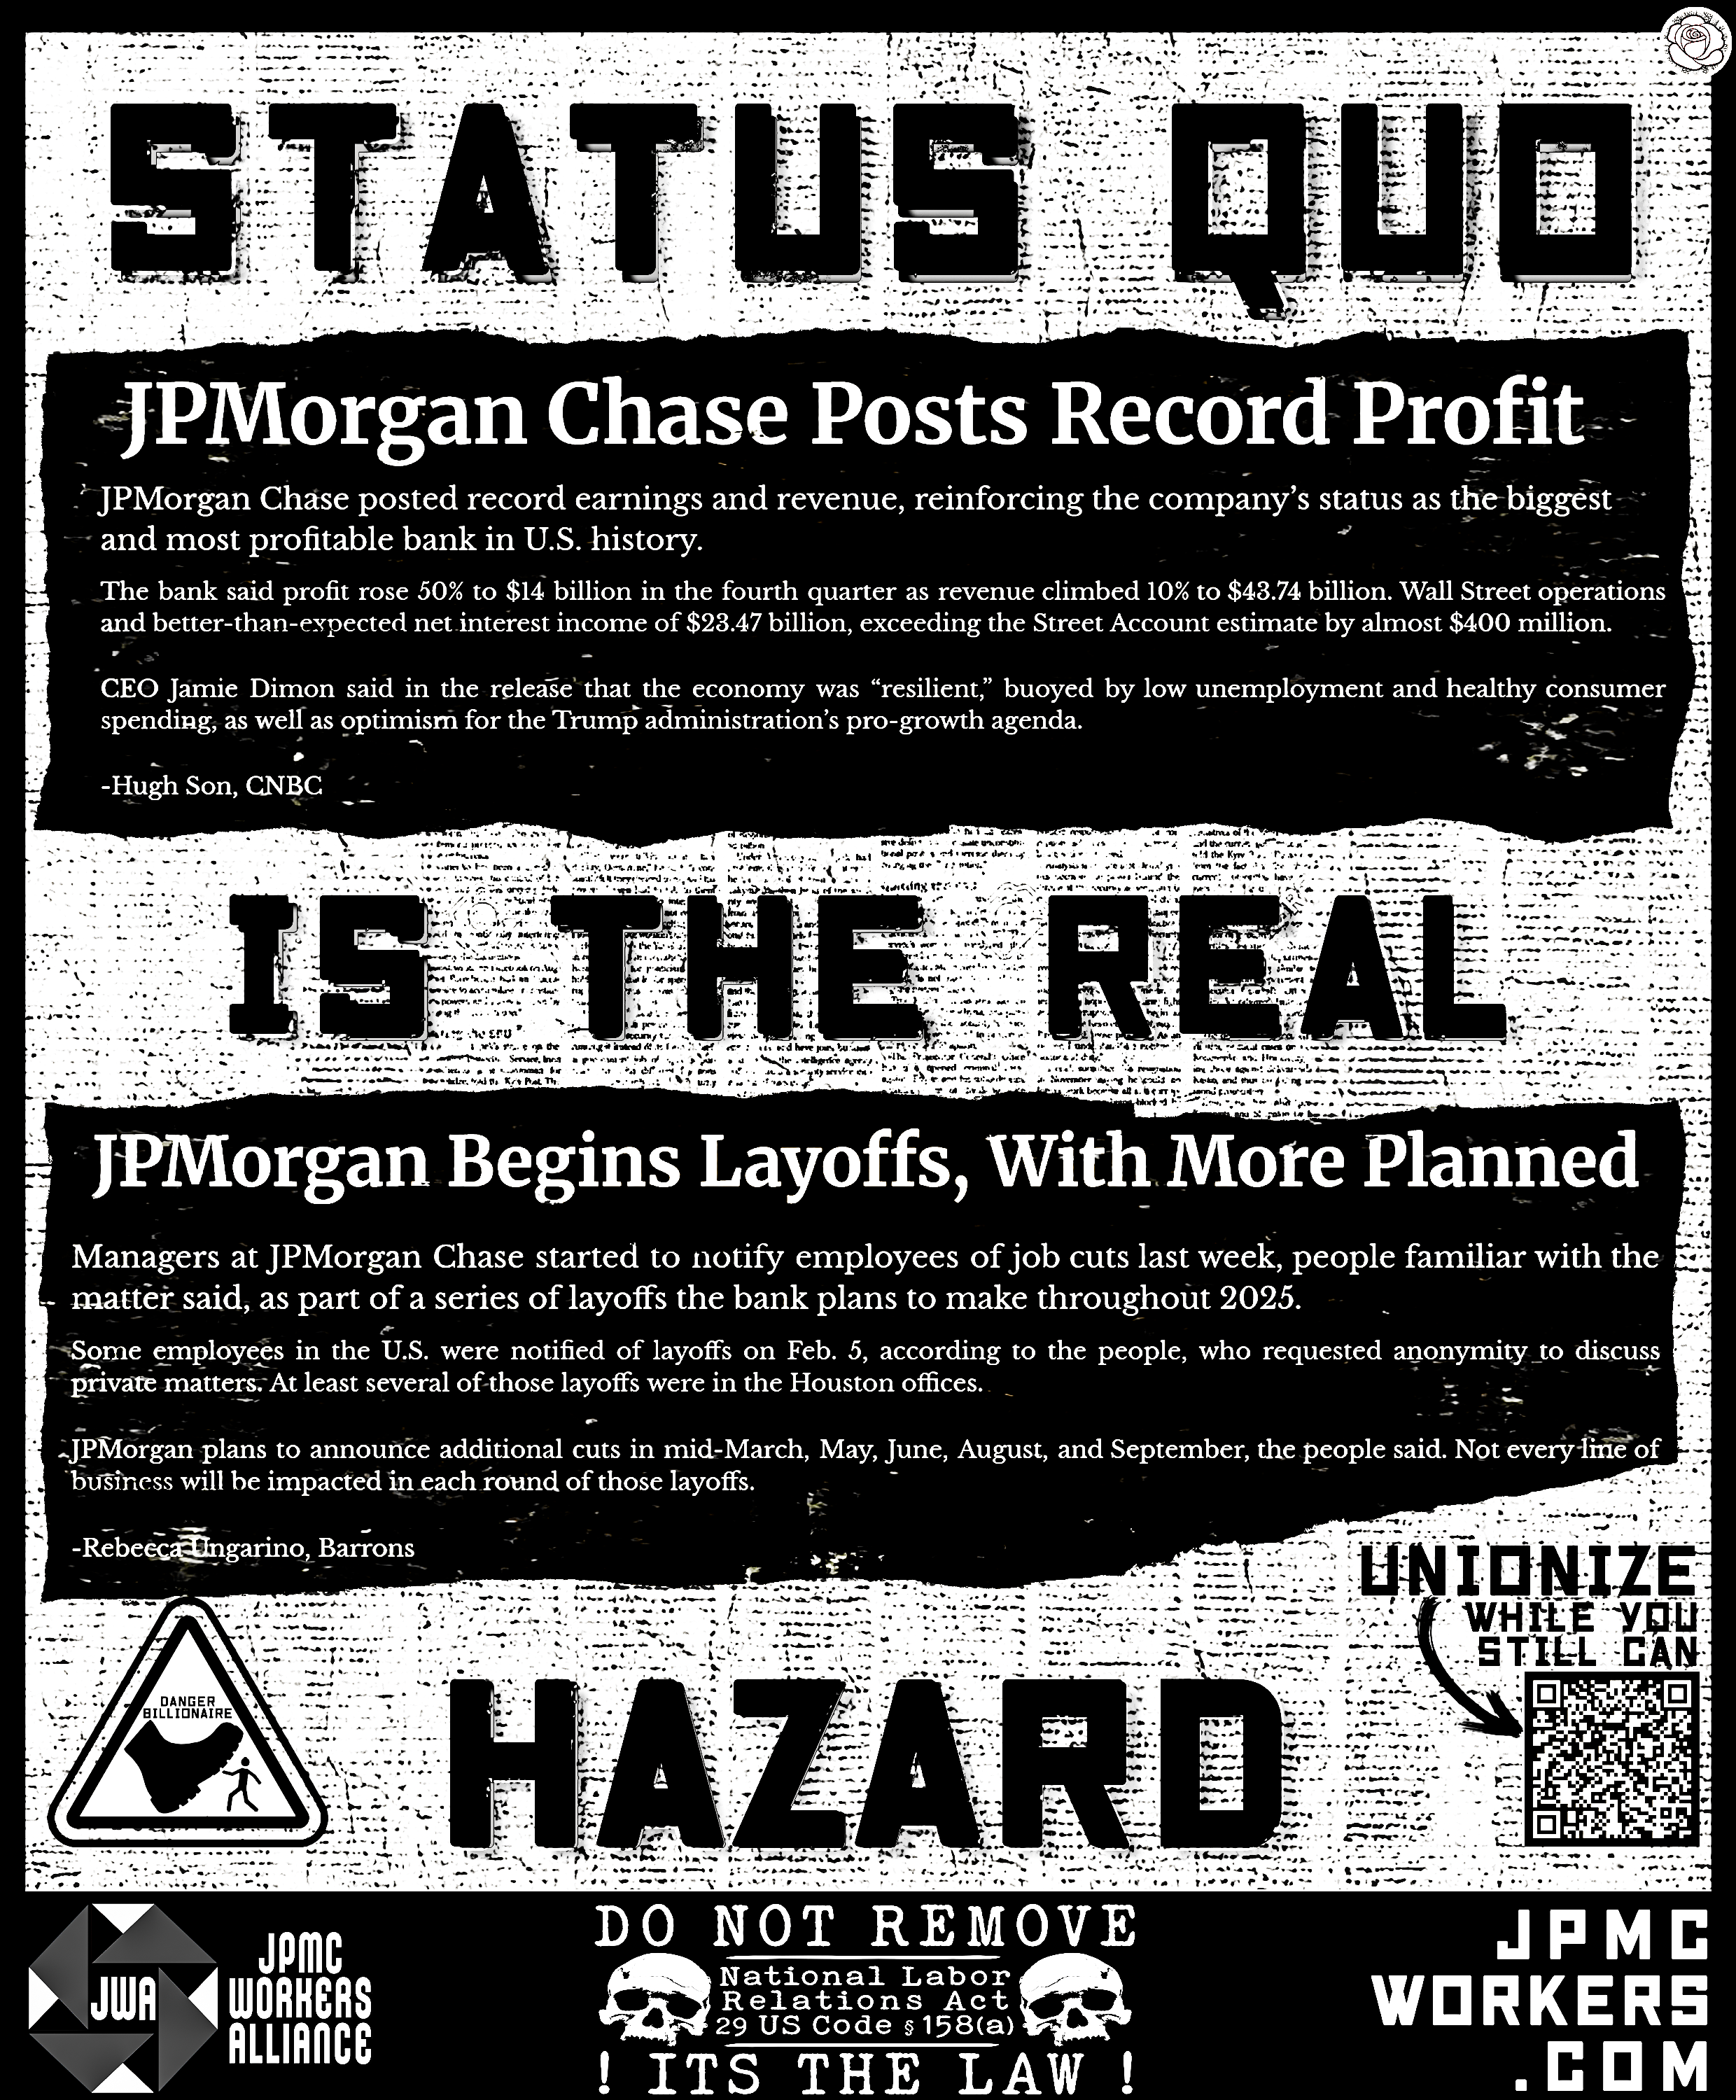 STATUS QUO
JPMorgan Chase Posts Record Profit
JPMorgan Chase posted record earnings and revenue, reinforcing the company’s status as the biggest
and most profitable bank in U.S. history.
The bank said profit rose 50% to $14 billion in the fourth quarter as revenue climbed 10% to $43.74 billion. Wall Street operations
and better-than-expected net interest income of $23.47 billion, exceeding the Street Account estimate by almost $400 million.
CEO Jamie Dimon said in the release that the economy was “resilient,” buoyed by low unemployment and healthy consumer
spending, as well as optimism for the Trump administration’s pro-growth agenda.
-Hugh Son, CNBC
IS THE REAL
JPMorgan Begins Layoffs, With More Planned
Managers at JPMorgan Chase started to notify employees of job cuts last week, people familiar with the
matter said, as part of a series of layoffs the bank plans to make throughout 2025.
Some employees in the U.S. were notified of layoffs on Feb. 5, according to the people, who requested anonymity to discuss
private matters. At least several of those layoffs were in the Houston offices.
JPMorgan plans to announce additional cuts in mid-March, May, June, August, and September, the people said. Not every line of
business will be impacted in each round of those layoffs.
-Rebecca Ungarino, Barrons
UNIONIZE
WHILE YOU
STILL CAN
DANGER
BILLIONAIRE
HAZARD
JWA
JPMC
WORKERS
ALLIANCE
DO NOT REMOVE
National Labor
Relations Act
29 US Code § 158(a)
! ITS THE LAW !
JPMC
WORKERS
.COM